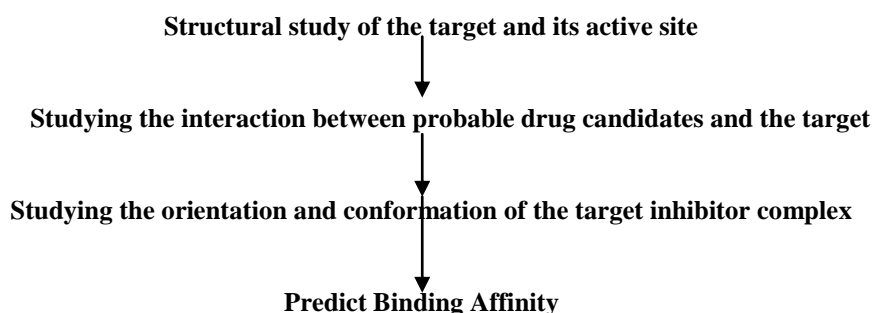 Structural study of the target and its active site
Studying the interaction between probable drug candidates and the target
Studying the orientation and conformation of the target inhibitor complex
Predict Binding Affinity